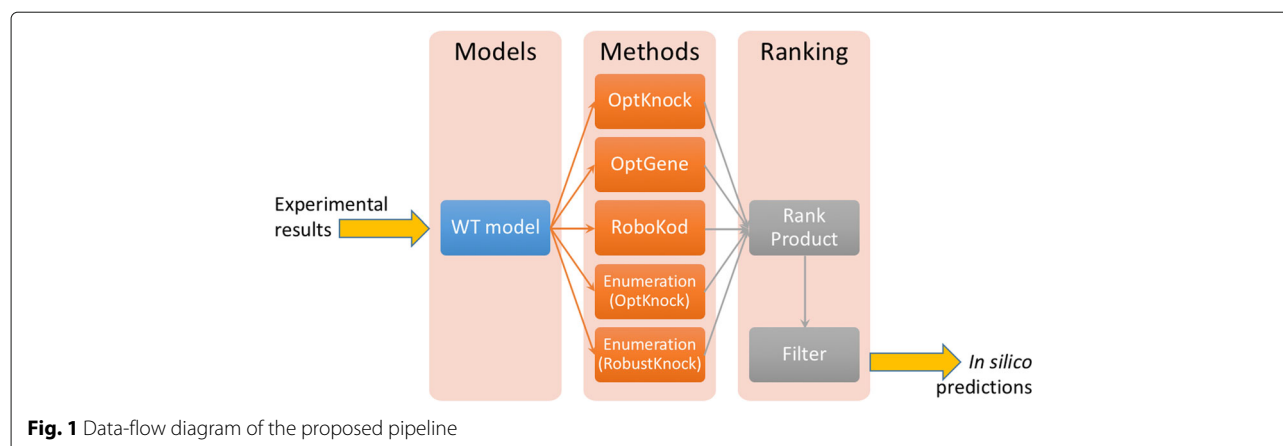 Models
Methods
Ranking
Experimental
results
WT model
OptKnock
OptGene
RoboKod
Enumeration
(OptKnock)
Enumeration
(RobustKnock)
Rank
Product
Filter
In silico
predictions
Fig. 1 Data-flow diagram of the proposed pipeline